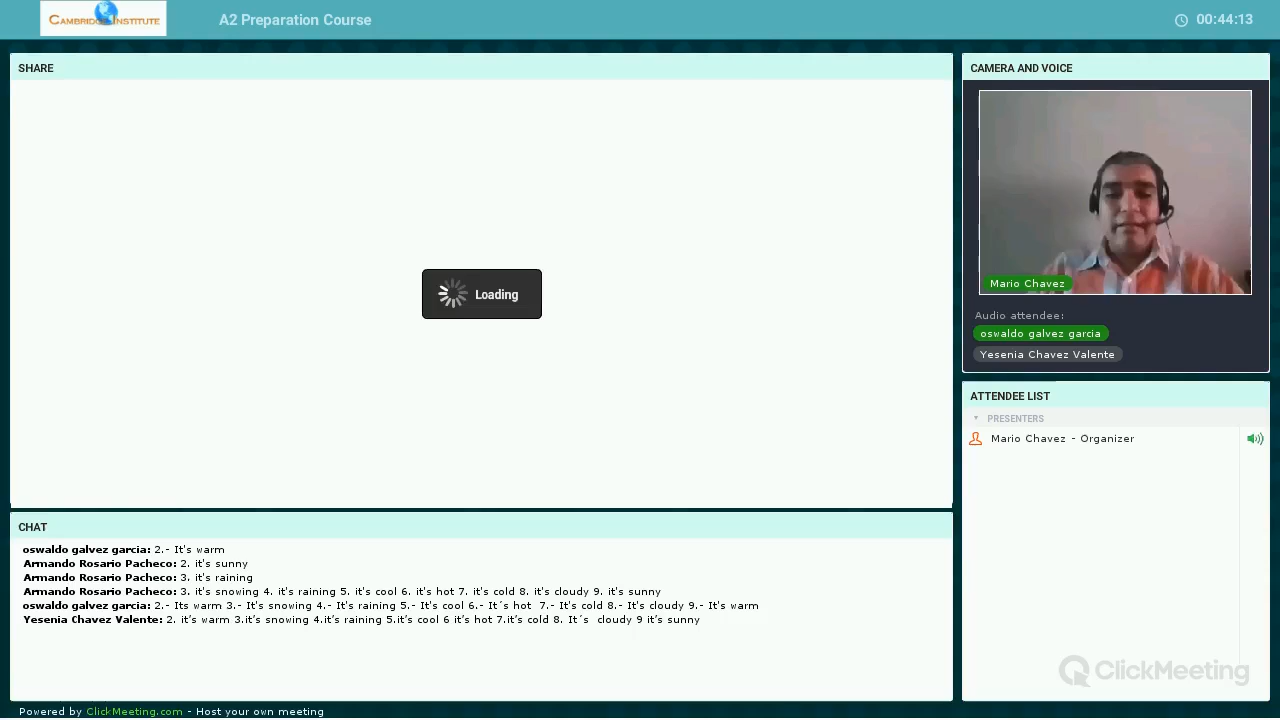 CAMBRIDGE INSTITUTE
A2 Preparation Course
00:44:13
SHARE
Loading
CAMERA AND VOICE
Mario Chavez
Audio attendee:
oswaldo galvez garcia
Yesenia Chavez Valente
ATTENDEE LIST
PRESENTERS
Mario Chavez - Organizer
CHAT
oswaldo galvez garcia: 2.- It's warm
Armando Rosario Pacheco: 2. it's sunny
Armando Rosario Pacheco: 3. it's raining
Armando Rosario Pacheco: 3. it's snowing 4. it's raining 5. it's cool 6. it's hot 7. it's cold 8. it's cloudy 9. it's sunny
oswaldo galvez garcia: 2.- Its warm 3.- It's snowing 4.- It's raining 5.- It's cool 6.- It´s hot 7.- It's cold 8.- It's cloudy 9.- It's warm
Yesenia Chavez Valente: 2. it’s warm 3.it’s snowing 4.it’s raining 5.it’s cool 6 it’s hot 7.it’s cold 8. It´s cloudy 9 it’s sunny
ClickMeeting
Powered by ClickMeeting.com - Host your own meeting